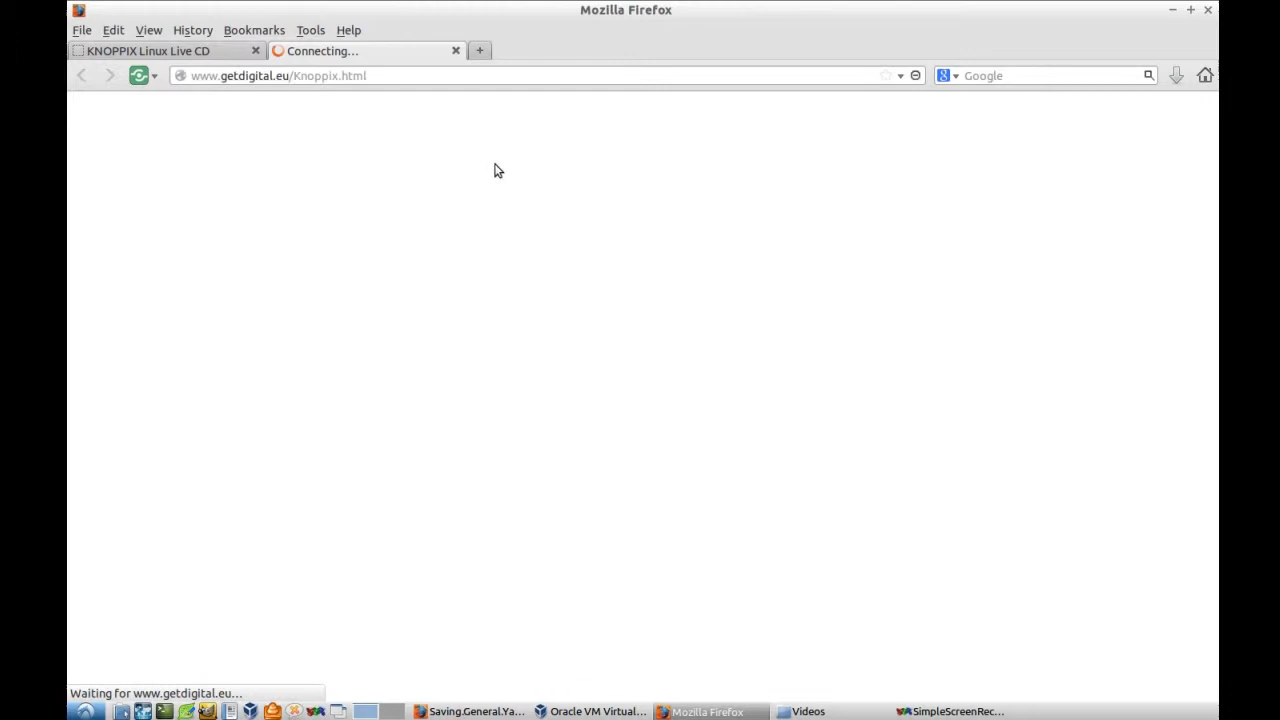 Mozilla Firefox
File Edit View History Bookmarks Tools Help
KNOPPIX Linux Live CD
Connecting...
www.getdigital.eu/Knoppix.html
Google
Waiting for www.getdigital.eu...
Saving.General.Ya...
Oracle VM Virtual...
Mozilla Firefox
Videos
SimpleScreenRec...